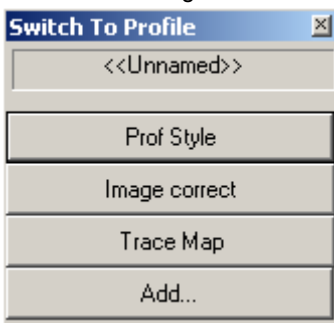 Switch To Profile
<<Unnamed>>
Prof Style
Image correct
Trace Map
Add...